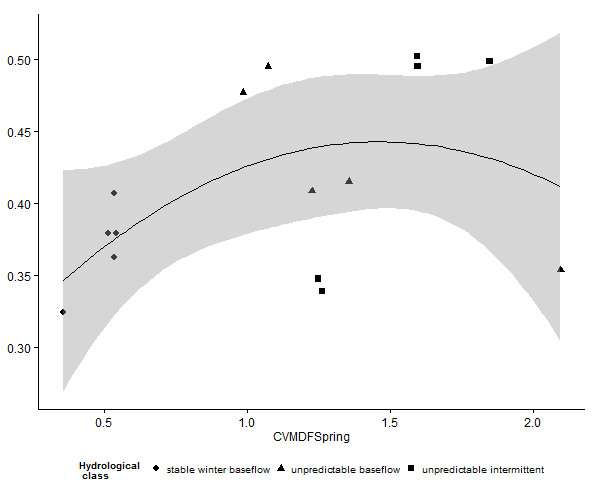 0.50
0.45
0.40
0.35
0.30
0.5 1.0 1.5 2.0
CVMDFSpring
Hydrological
class
stable winter baseflow unpredictable baseflow unpredictable intermittent